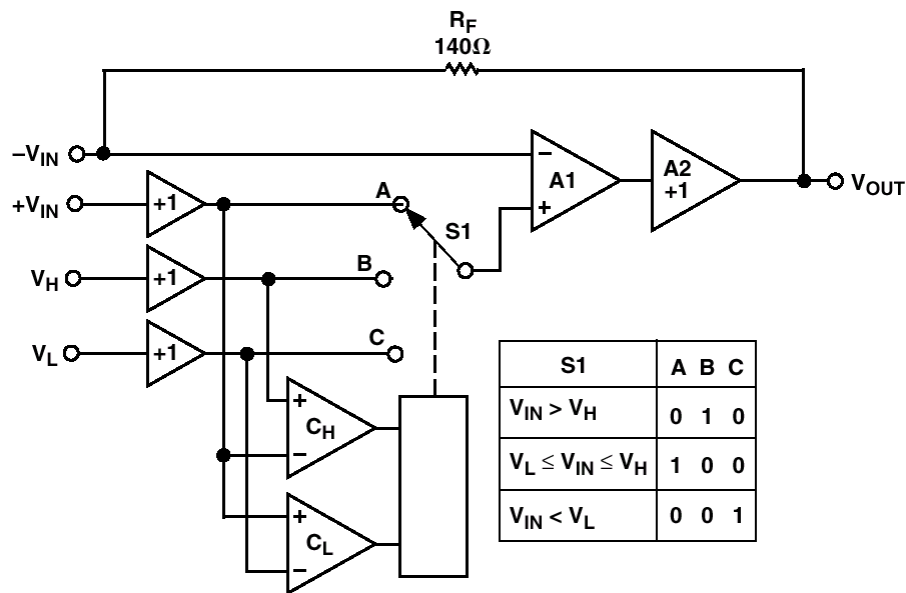 R_F
140Ω
–V_IN
+V_IN
+1
A
S1
–
+
A1
A2
+1
V_OUT
V_H
+1
B
V_L
+1
C
+
C_H
–
+
C_L
–
S1 A B C
V_IN > V_H 0 1 0
V_L ≤ V_IN ≤ V_H 1 0 0
V_IN < V_L 0 0 1